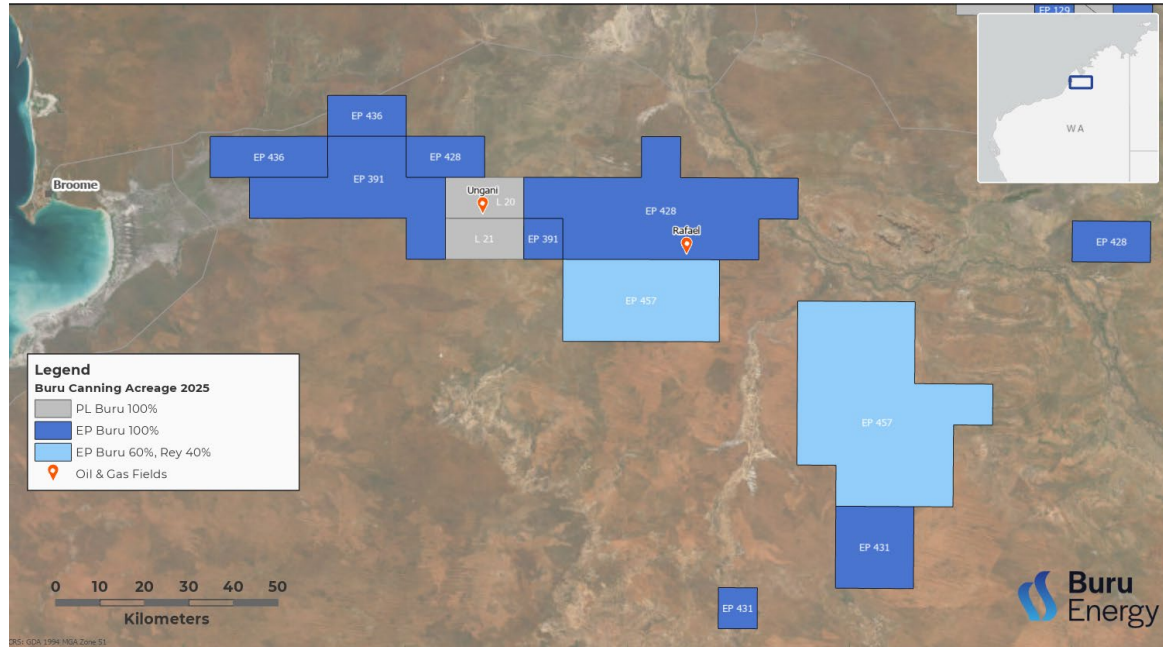 EP 129
WA
EP 436
EP 436
EP 428
EP 391
Broome
Ungani
L 20
EP 428
L 21
EP 391
Rafael
EP 428
EP 457
EP 457
Legend
Buru Canning Acreage 2025
PL Buru 100%
EP Buru 100%
EP Buru 60%, Rey 40%
Oil & Gas Fields
EP 431
EP 431
0 10 20 30 40 50
Kilometers
Buru
Energy
CRS: GDA 1994 MGA Zone 51